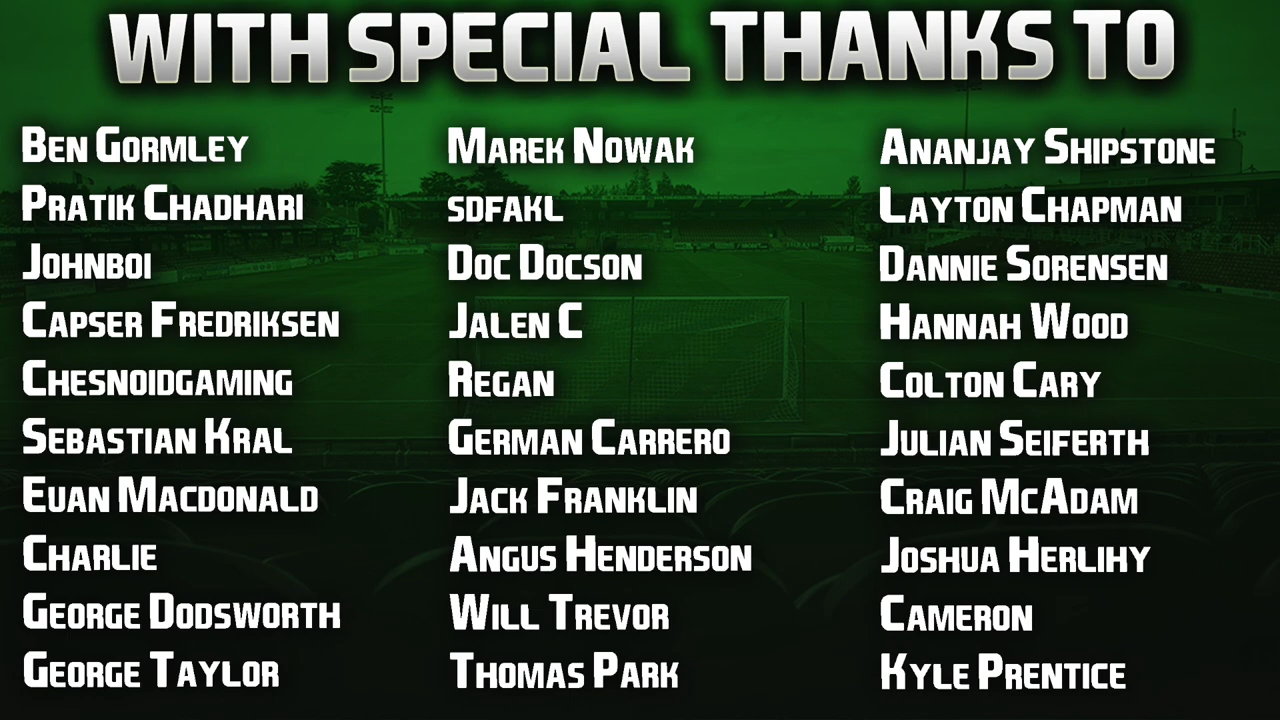 WITH SPECIAL THANKS TO
BEN GORMLEY
PRATIK CHADHARI
JOHNBOI
CAPSER FREDRIKSEN
CHESNOIDGAMING
SEBASTIAN KRAL
EUAN MACDONALD
CHARLIE
GEORGE DODSWORTH
GEORGE TAYLOR
MAREK NOWAK
SDFAKL
DOC DOCSON
JALEN C
REGAN
GERMAN CARRERO
JACK FRANKLIN
ANGUS HENDERSON
WILL TREVOR
THOMAS PARK
ANANJAY SHIPSTONE
LAYTON CHAPMAN
DANNIE SORENSEN
HANNAH WOOD
COLTON CARY
JULIAN SEIFERTH
CRAIG MCADAM
JOSHUA HERLIHY
CAMERON
KYLE PRENTICE